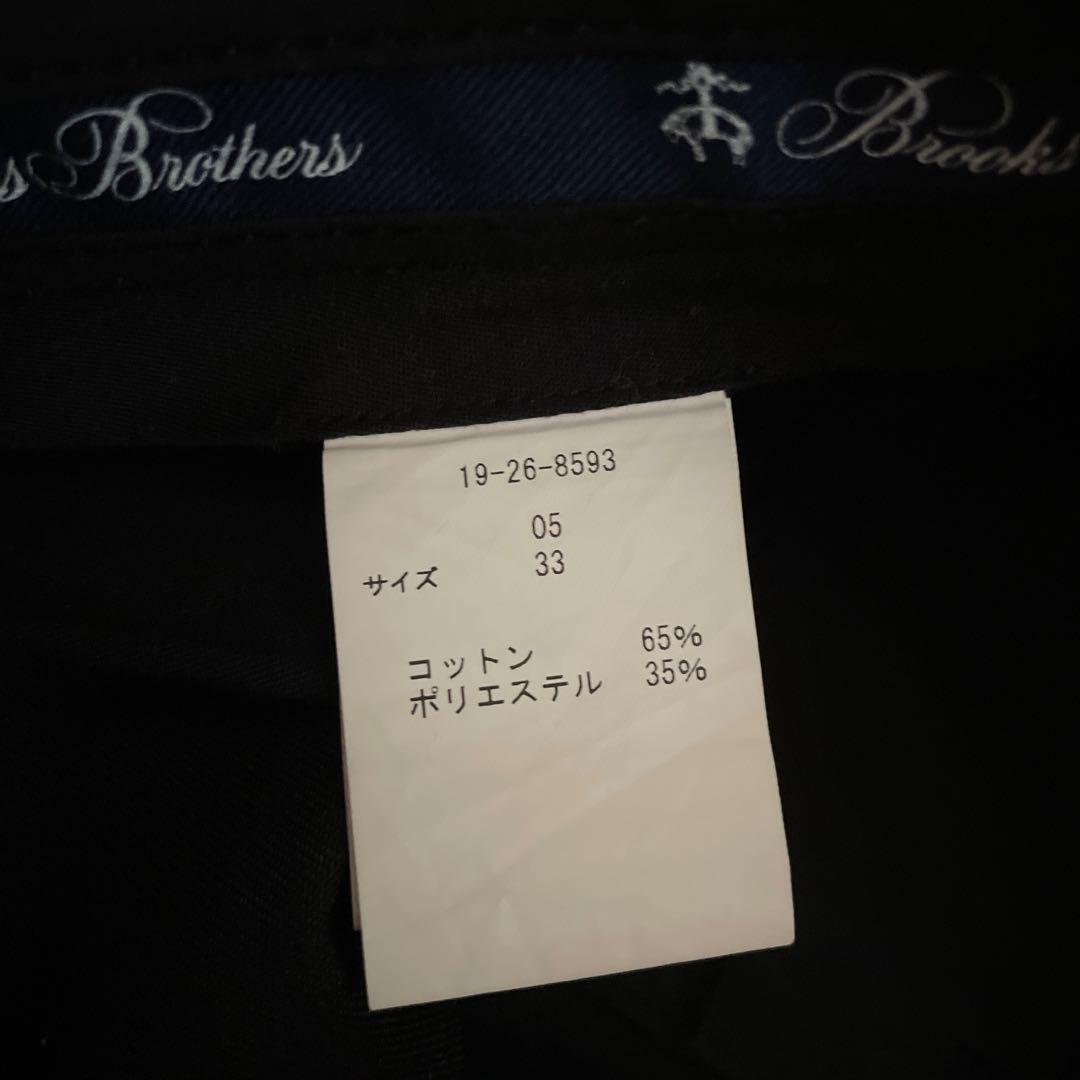 s Brothers
Brooks
19-26-8593
05
サイズ 33
コットン 65%
ポリエステル 35%